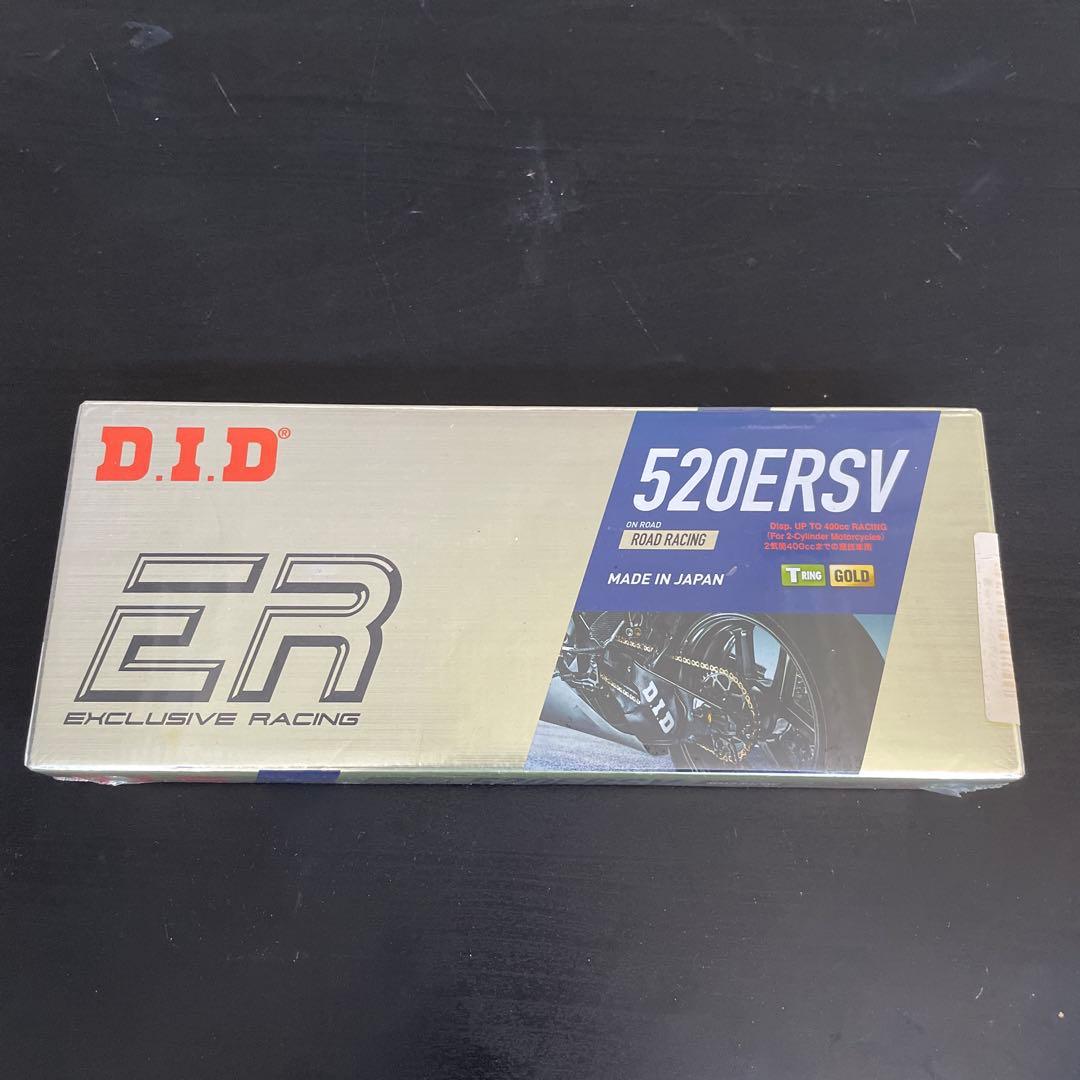 D.I.D®
ER
EXCLUSIVE RACING
520ERSV
ON ROAD
ROAD RACING
Disp. UP TO 400cc RACING
(For 2-Cylinder Motorcycles)
2気筒400ccまでの競技車両
MADE IN JAPAN
T RING GOLD
D.I.D